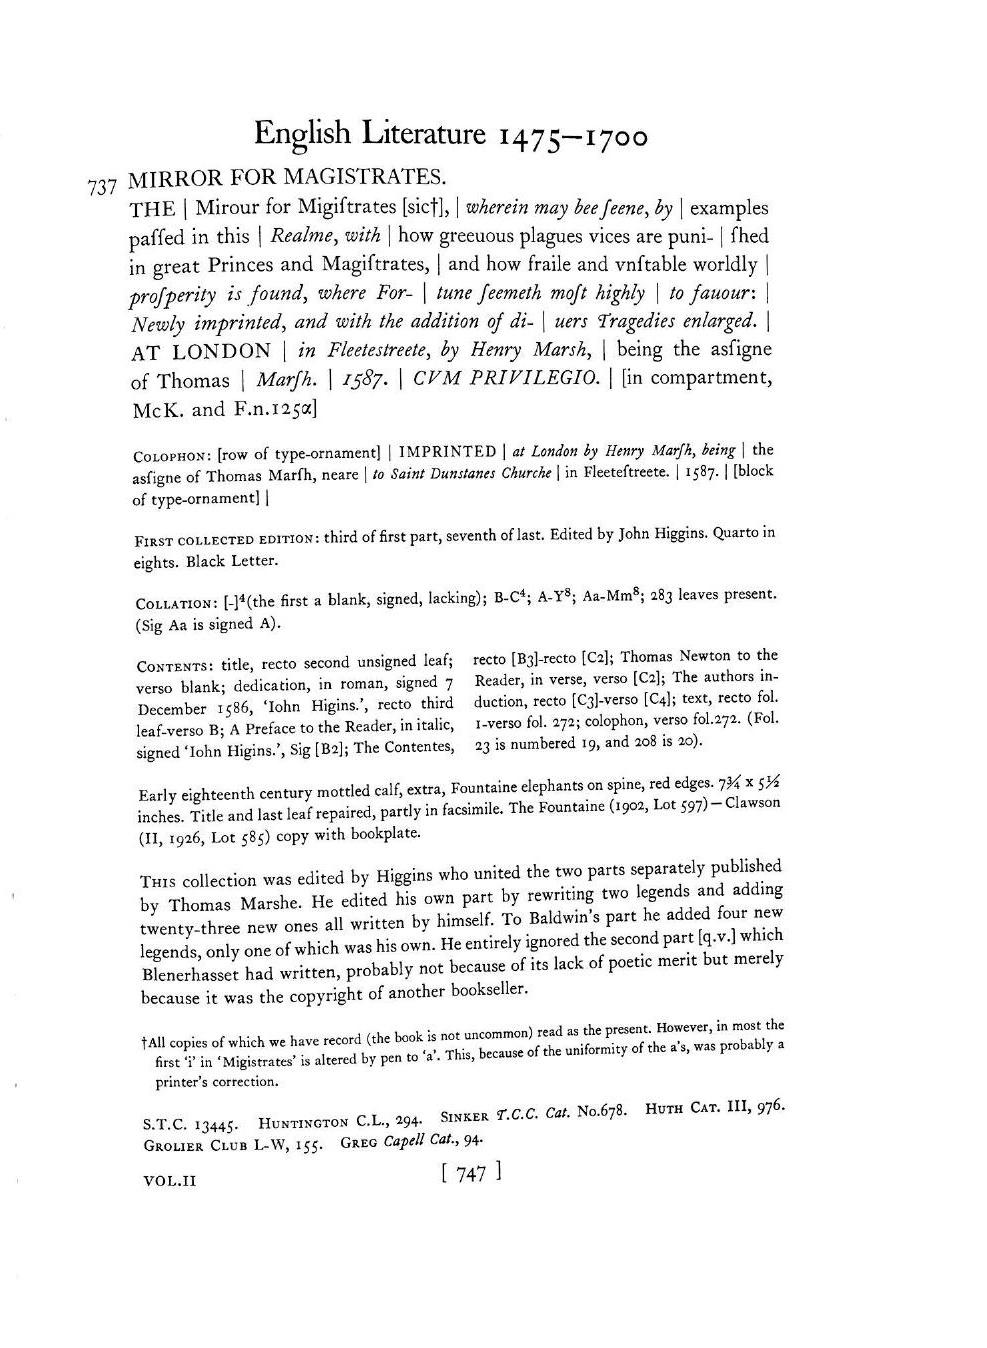 English Literature 1475—1700
737 MIRROR FOR MAGISTRATES.
THE | Mirour for Migiſtrates [sic†], | wherein may bee ſeene, by | examples
paſſed in this | Realme, with | how greeuous plagues vices are puni- | ſhed
in great Princes and Magiſtrates, | and how fraile and vnſtable worldly |
proſperity is found, where For- | tune ſeemeth moſt highly | to fauour: |
Newly imprinted, and with the addition of di- | uers Tragedies enlarged. |
AT LONDON | in Fleetestreete, by Henry Marsh, | being the asſigne
of Thomas | Marſh. | 1587. | CVM PRIVILEGIO. | [in compartment,
McK. and F.n.125α]
COLOPHON: [row of type-ornament] | IMPRINTED | at London by Henry Marſh, being | the
asſigne of Thomas Marſh, neare | to Saint Dunstanes Churche | in Fleeteſtreete. | 1587. | [block
of type-ornament] |
FIRST COLLECTED EDITION: third of first part, seventh of last. Edited by John Higgins. Quarto in
eights. Black Letter.
COLLATION: [-]⁴(the first a blank, signed, lacking); B-C⁴; A-Y⁸; Aa-Mm⁸; 283 leaves present.
(Sig Aa is signed A).
CONTENTS: title, recto second unsigned leaf;
verso blank; dedication, in roman, signed 7
December 1586, 'Iohn Higins.', recto third
leaf-verso B; A Preface to the Reader, in italic,
signed 'Iohn Higins.', Sig [B2]; The Contentes,
recto [B3]-recto [C2]; Thomas Newton to the
Reader, in verse, verso [C2]; The authors in-
duction, recto [C3]-verso [C4]; text, recto fol.
1-verso fol. 272; colophon, verso fol.272. (Fol.
23 is numbered 19, and 208 is 20).
Early eighteenth century mottled calf, extra, Fountaine elephants on spine, red edges. 7¾ x 5½
inches. Title and last leaf repaired, partly in facsimile. The Fountaine (1902, Lot 597)—Clawson
(II, 1926, Lot 585) copy with bookplate.
THIS collection was edited by Higgins who united the two parts separately published
by Thomas Marshe. He edited his own part by rewriting two legends and adding
twenty-three new ones all written by himself. To Baldwin's part he added four new
legends, only one of which was his own. He entirely ignored the second part [q.v.] which
Blenerhasset had written, probably not because of its lack of poetic merit but merely
because it was the copyright of another bookseller.
†All copies of which we have record (the book is not uncommon) read as the present. However, in most the
first 'i' in 'Migistrates' is altered by pen to 'a'. This, because of the uniformity of the a's, was probably a
printer's correction.
S.T.C. 13445. HUNTINGTON C.L., 294. SINKER T.C.C. Cat. No.678. HUTH CAT. III, 976.
GROLIER CLUB L-W, 155. GREG Capell Cat., 94.
VOL.II [ 747 ]